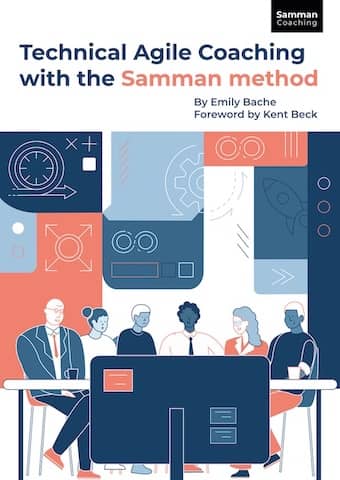 Samman
Coaching
Technical Agile Coaching
with the Samman method
By Emily Bache
Foreword by Kent Beck